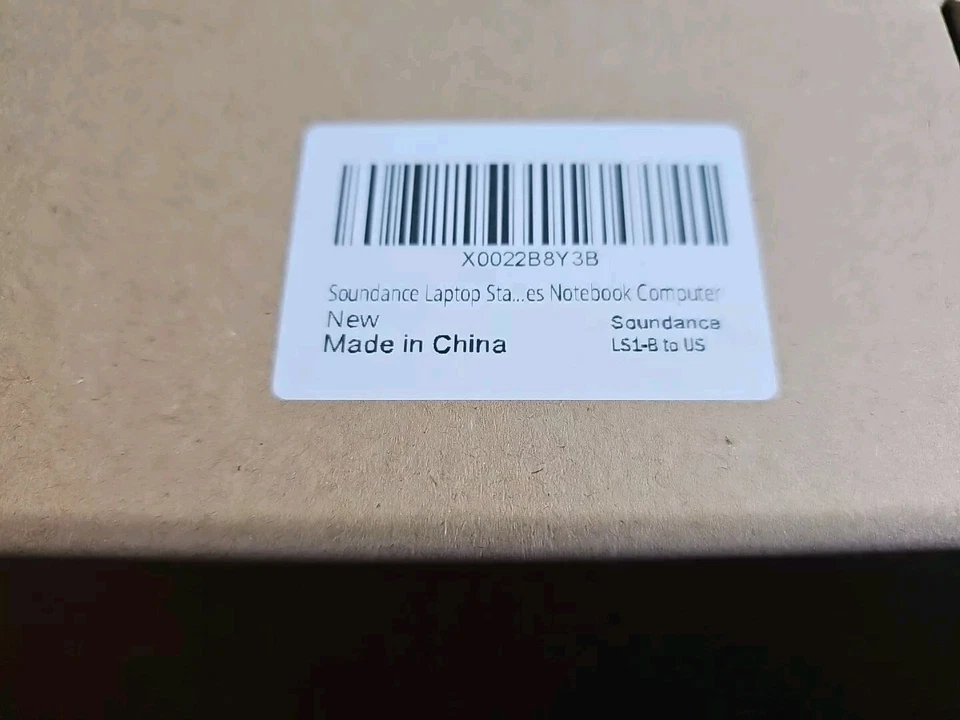 X0022B8Y3B
Soundance Laptop Sta...es Notebook Computer
New
Made in China
Soundance
LS1-B to US